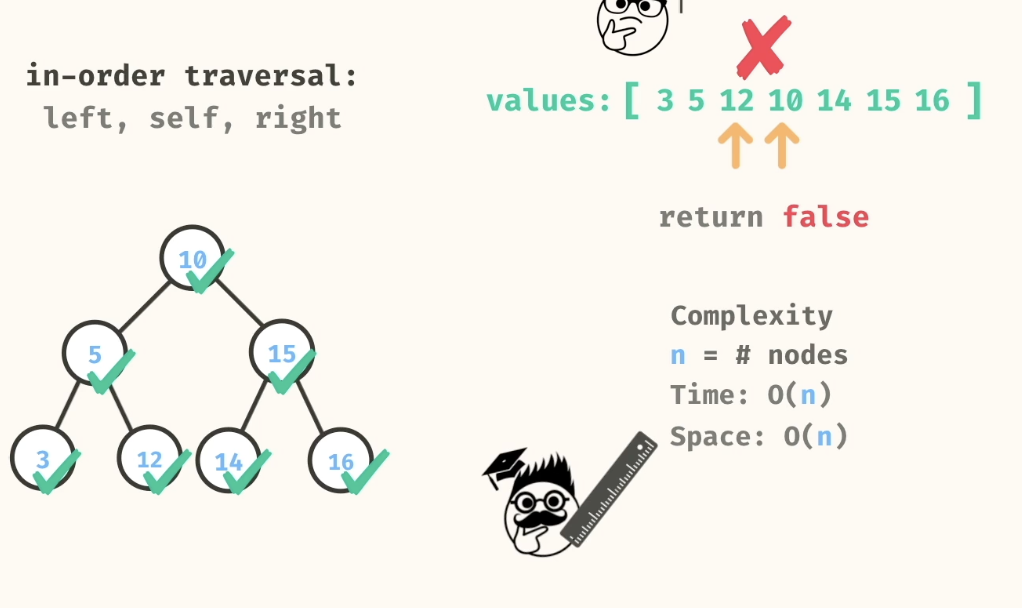 in-order traversal:
left, self, right
values: [ 3 5 12 10 14 15 16 ]
return false
10
5
15
3
12
14
16
Complexity
n = # nodes
Time: O(n)
Space: O(n)